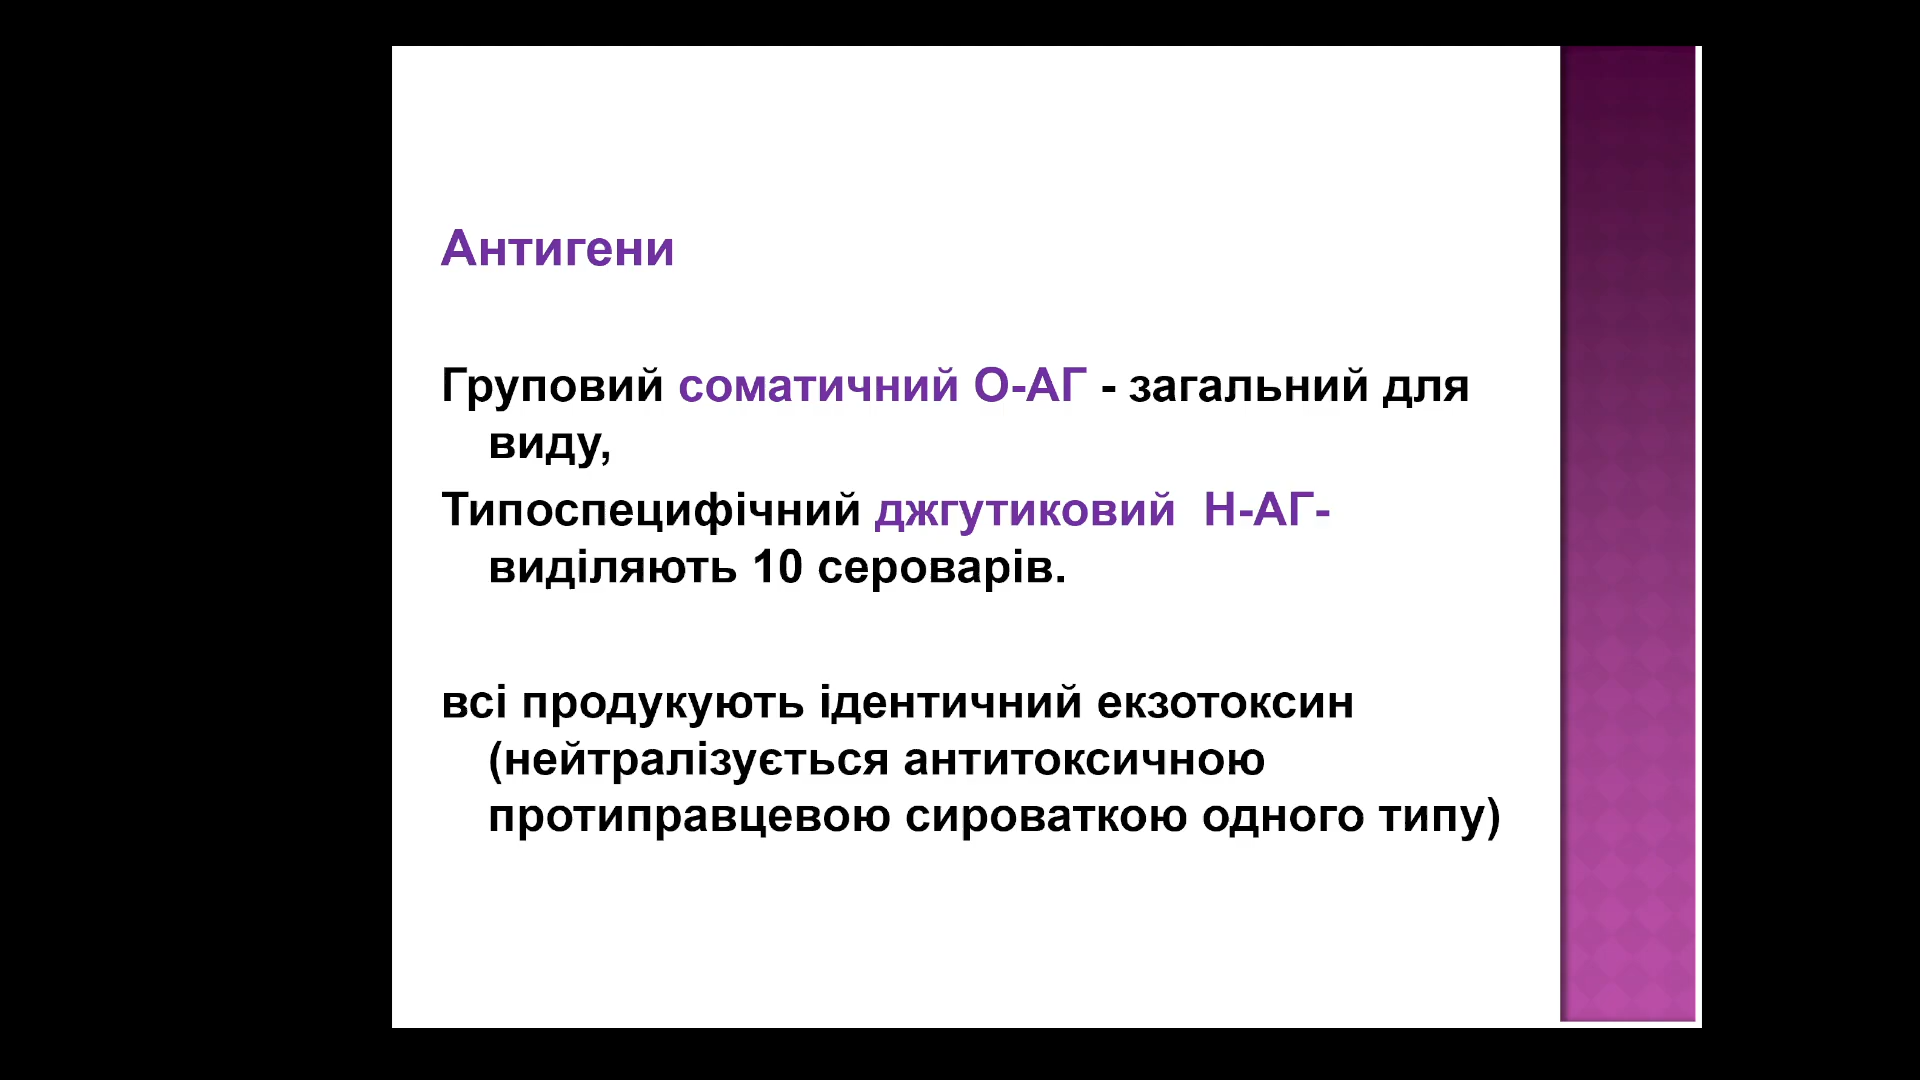 Антигени
Груповий соматичний О-АГ - загальний для
виду,
Типоспецифічний джгутиковий  Н-АГ-
виділяють 10 сероварів.
всі продукують ідентичний екзотоксин
(нейтралізується антитоксичною
протиправцевою сироваткою одного типу)